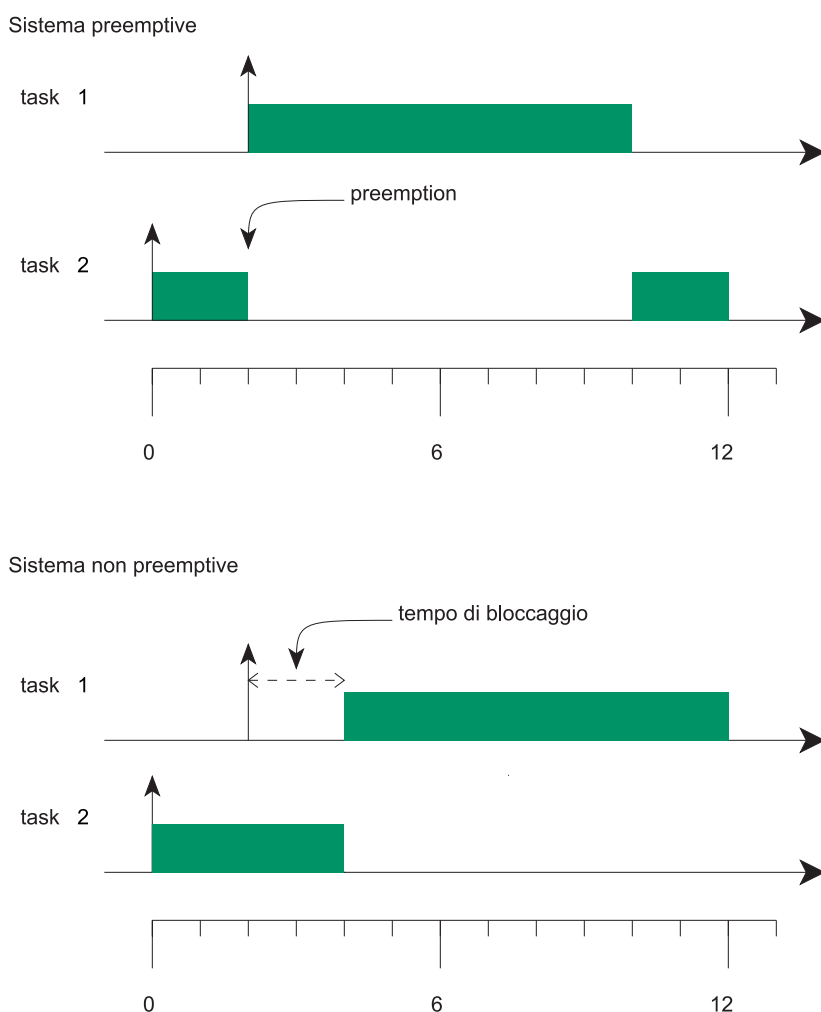 Sistema preemptive
task 1
preemption
task 2
0 6 12
Sistema non preemptive
tempo di bloccaggio
task 1
task 2
0 6 12